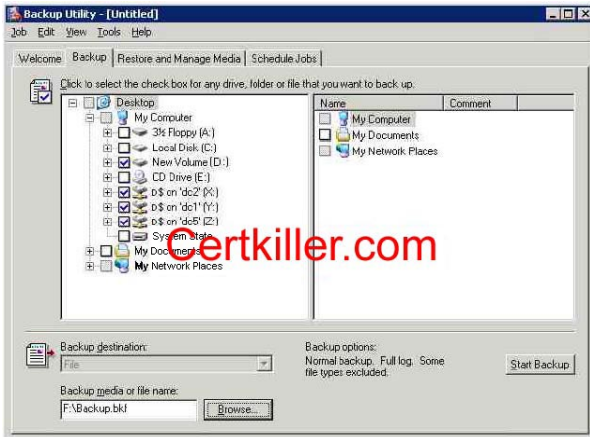 Backup Utility - [Untitled]
Job Edit View Tools Help
Welcome Backup Restore and Manage Media Schedule Jobs
Click to select the check box for any drive, folder or file that you want to back up.
Desktop
My Computer
3½ Floppy (A:)
Local Disk (C:)
New Volume (D:)
CD Drive (E:)
D$ on 'dc2' (X:)
D$ on 'dc1' (Y:)
D$ on 'dc5' (Z:)
System State
My Documents
My Network Places
Name Comment
My Computer
My Documents
My Network Places
Certkiller.com
Backup destination:
File
Backup media or file name:
F:\Backup.bkf
Browse...
Backup options:
Normal backup. Full log. Some
file types excluded.
Start Backup